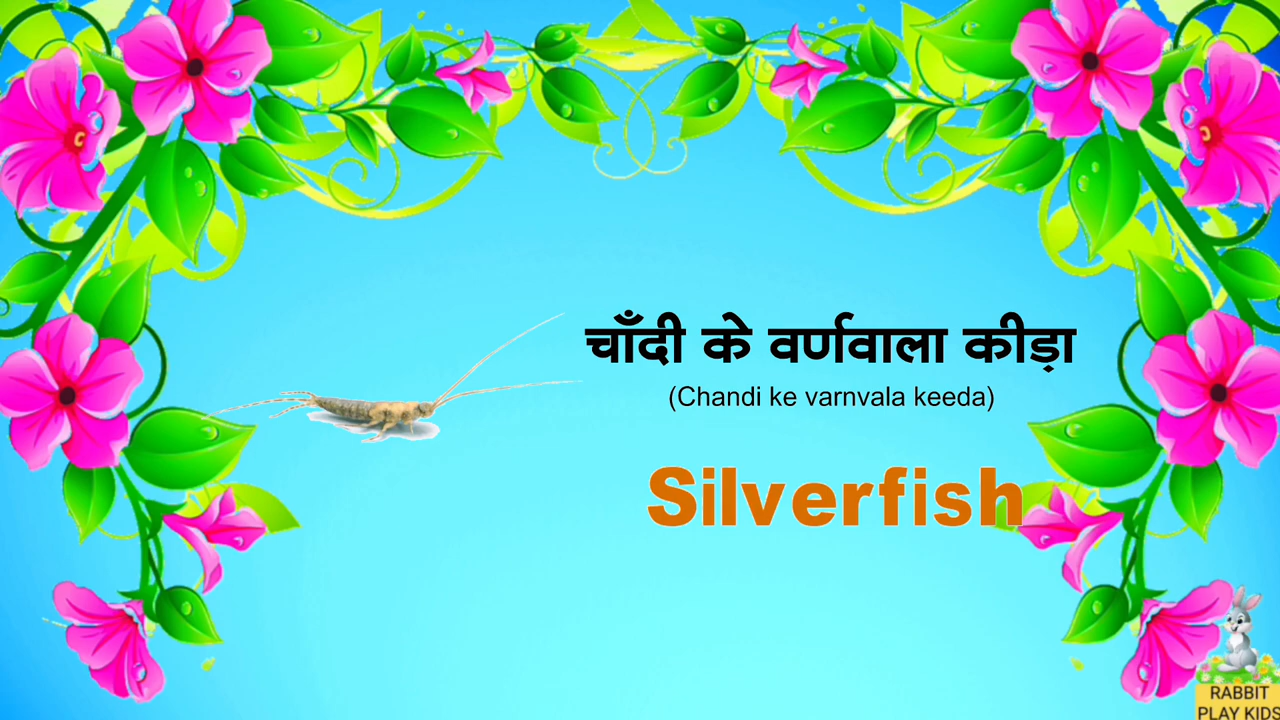 चाँदी के वर्णवाला कीड़ा
(Chandi ke varnvala keeda)
Silverfish
RABBIT
PLAY KIDS